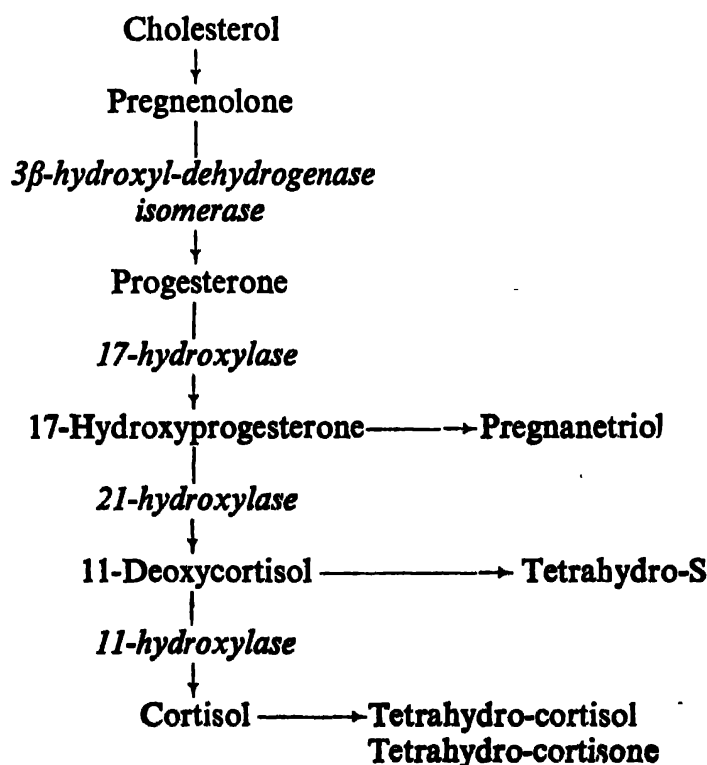 Cholesterol
Pregnenolone
3β-hydroxyl-dehydrogenase
isomerase
Progesterone
17-hydroxylase
17-Hydroxyprogesterone Pregnanetriol
21-hydroxylase
11-Deoxycortisol Tetrahydro-S
11-hydroxylase
Cortisol Tetrahydro-cortisol
Tetrahydro-cortisone